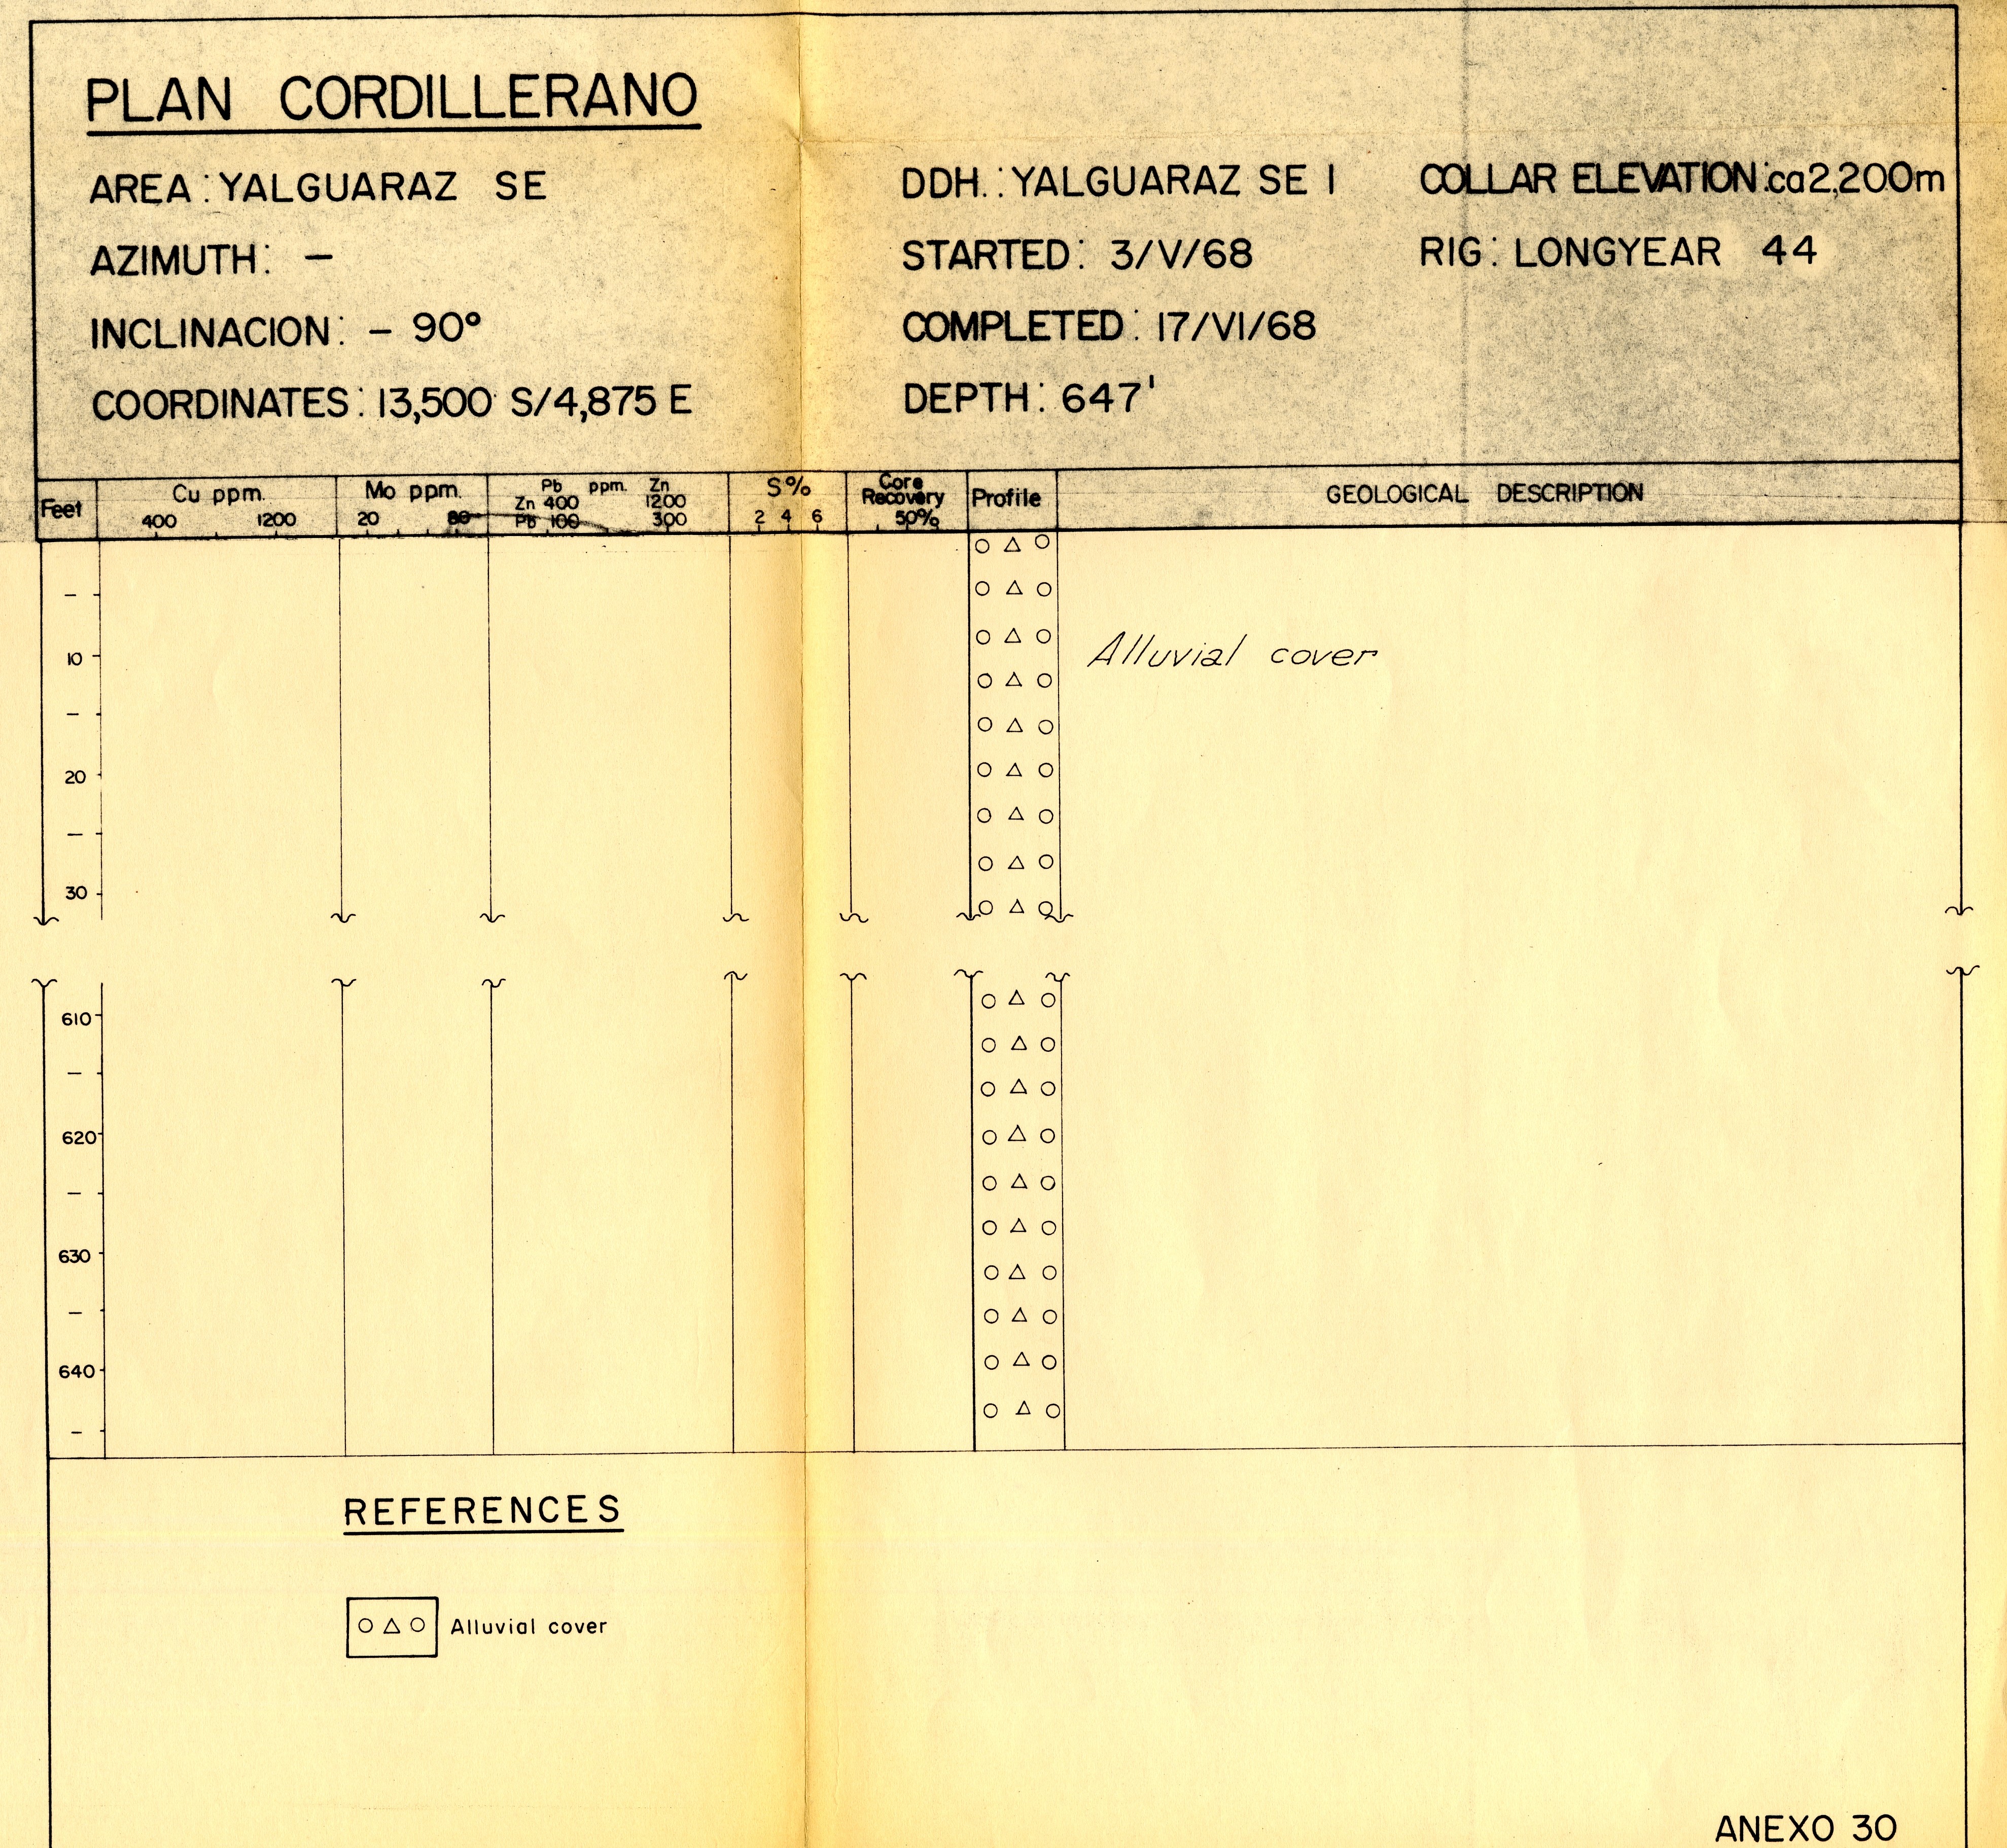 PLAN CORDILLERANO
AREA: YALGUARAZ SE
DDH.: YALGUARAZ SE 1
COLLAR ELEVATION: ca 2,200m
AZIMUTH: –
STARTED: 3/V/68
RIG: LONGYEAR 44
INCLINACION: – 90°
COMPLETED: 17/VI/68
COORDINATES: 13,500 S/4,875 E
DEPTH: 647'
Feet
Cu ppm.
400 1200
Mo ppm.
20 80
Pb ppm. Zn
Zn 400 1200
Pb 100 300
S%
2 4 6
Core
Recovery
50%
Profile
GEOLOGICAL DESCRIPTION
Alluvial cover
10
20
30
610
620
630
640
REFERENCES
Alluvial cover
ANEXO 30